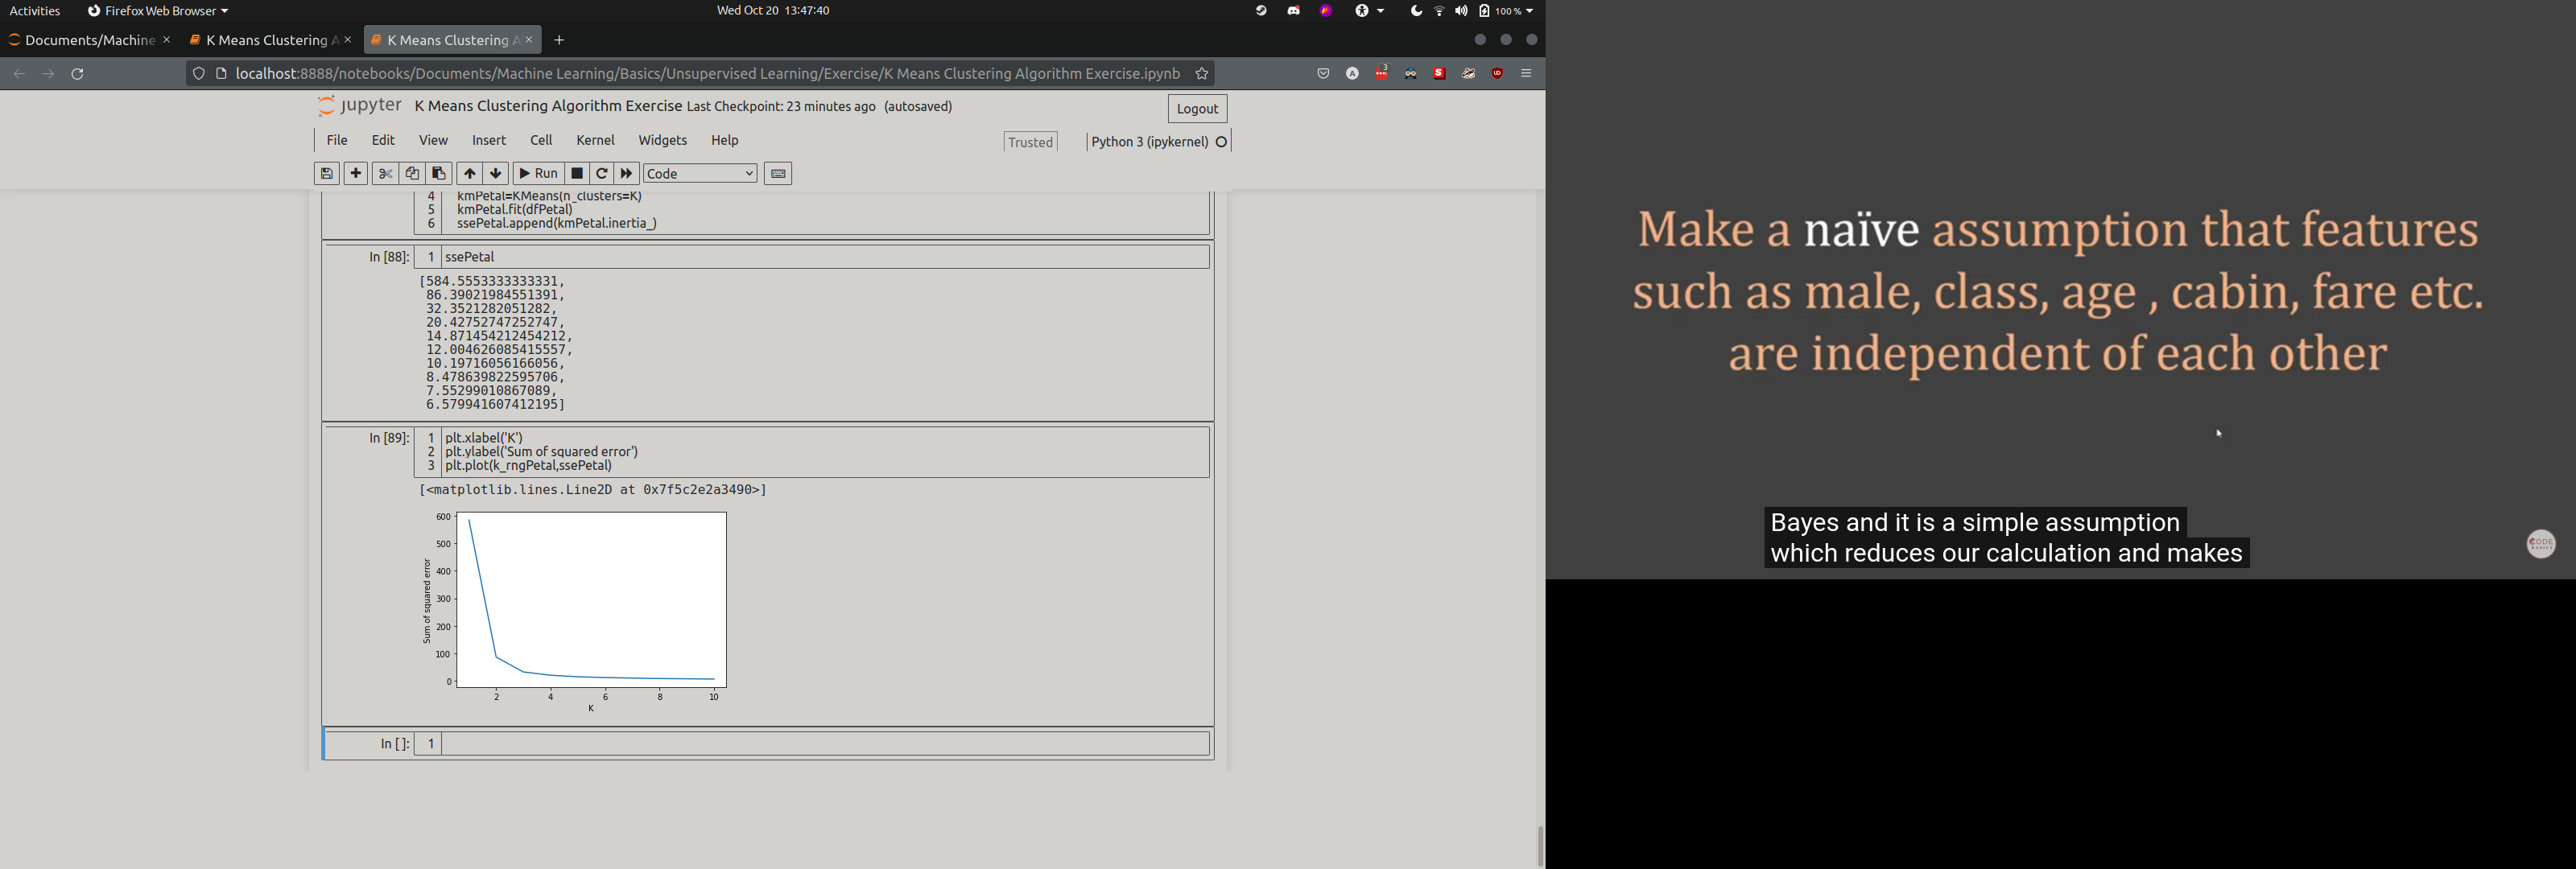 Activities
Firefox Web Browser
Wed Oct 20 13:47:40
100 %
Documents/Machine
K Means Clustering A
K Means Clustering A
localhost:8888/notebooks/Documents/Machine Learning/Basics/Unsupervised Learning/Exercise/K Means Clustering Algorithm Exercise.ipynb
A
3
S
jupyter K Means Clustering Algorithm Exercise Last Checkpoint: 23 minutes ago (autosaved)
Logout
File Edit View Insert Cell Kernel Widgets Help
Trusted
Python 3 (ipykernel)
Run
Code
4 kmPetal=KMeans(n_clusters=K)
5 kmPetal.fit(dfPetal)
6 ssePetal.append(kmPetal.inertia_)
In [88]: 1 ssePetal
[584.5553333333331,
86.39021984551391,
32.3521282051282,
20.42752747252747,
14.871454212454212,
12.004626085415557,
10.19716056166056,
8.478639822595706,
7.55299010867089,
6.579941607412195]
In [89]: 1 plt.xlabel('K')
2 plt.ylabel('Sum of squared error')
3 plt.plot(k_rngPetal,ssePetal)
[<matplotlib.lines.Line2D at 0x7f5c2e2a3490>]
600
500
400
300
200
100
0
Sum of squared error
2 4 6 8 10
K
In [ ]: 1
Make a naïve assumption that features
such as male, class, age , cabin, fare etc.
are independent of each other
Bayes and it is a simple assumption
which reduces our calculation and makes
CODE
BASICS